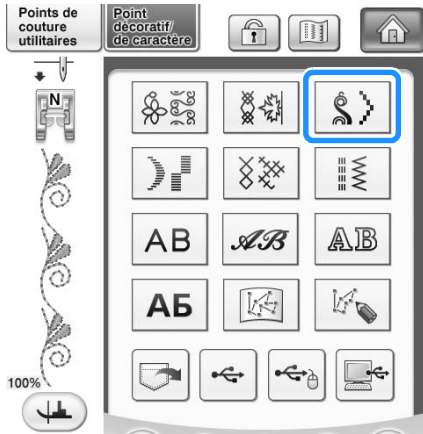 Points de
couture
utilitaires
Point
décoratif/
de caractère
N
AB
AB
AB
АБ
100%